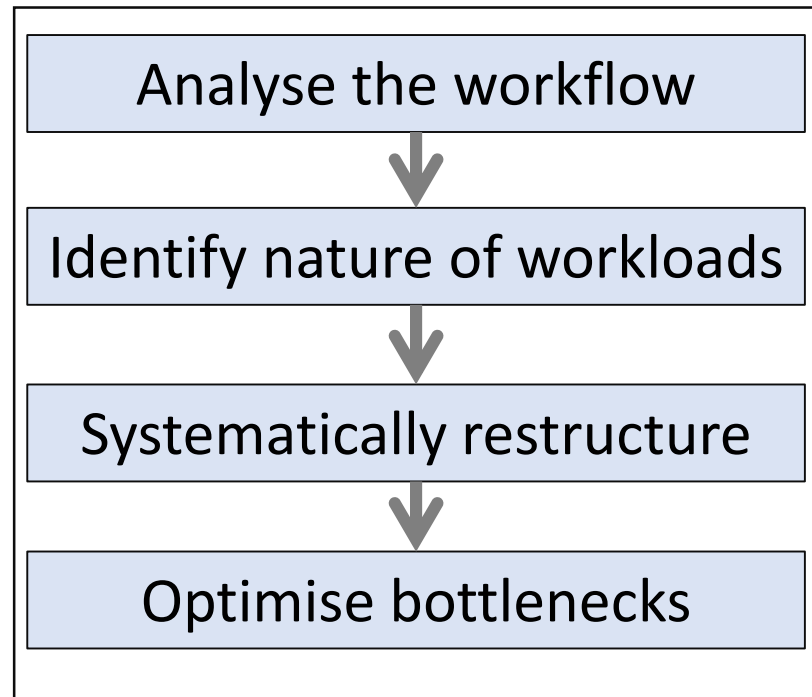 Analyse the workflow
Identify nature of workloads
Systematically restructure
Optimise bottlenecks